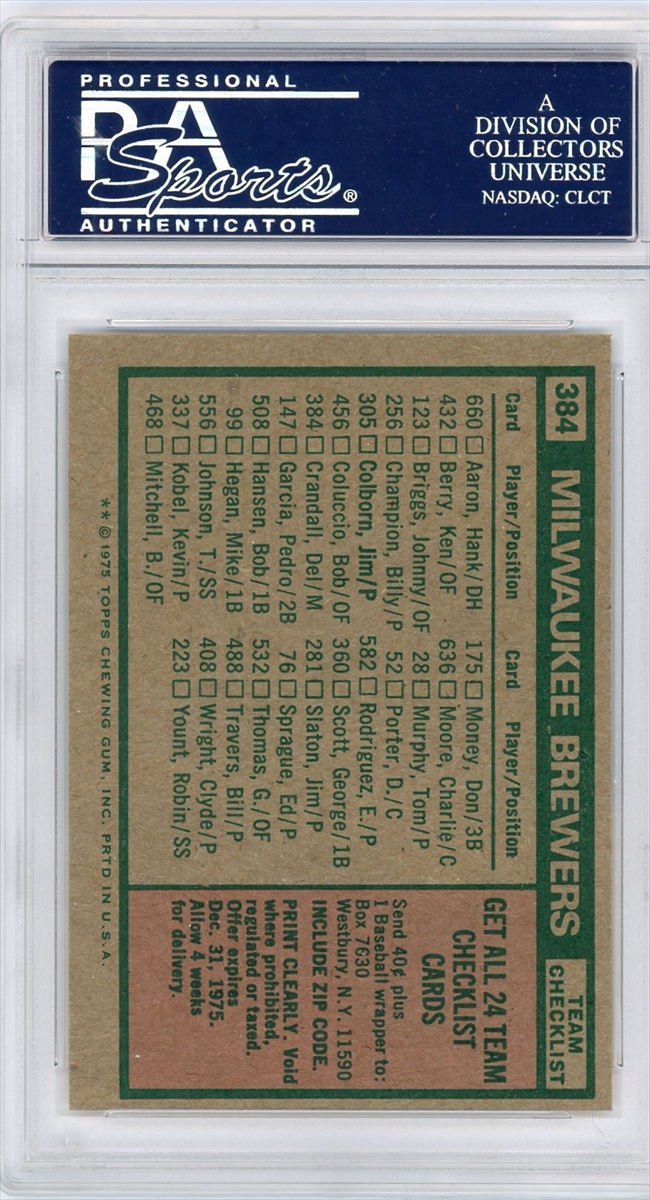 PROFESSIONAL
PSA
Sports®
AUTHENTICATOR
A
DIVISION OF
COLLECTORS
UNIVERSE
NASDAQ: CLCT
384 MILWAUKEE BREWERS TEAM CHECKLIST
Card Player/Position Card Player/Position
660 □ Aaron, Hank/DH 175 □ Money, Don/3B
432 □ Berry, Ken/OF 636 □ Moore, Charlie/C
123 □ Briggs, Johnny/OF 28 □ Murphy, Tom/P
256 □ Champion, Billy/P 52 □ Porter, D./C
305 □ Colborn, Jim/P 582 □ Rodriguez, E./P
456 □ Coluccio, Bob/OF 360 □ Scott, George/1B
384 □ Crandall, Del/M 281 □ Slaton, Jim/P
147 □ Garcia, Pedro/2B 76 □ Sprague, Ed/P
508 □ Hansen, Bob/1B 532 □ Thomas, G./OF
99 □ Hegan, Mike/1B 488 □ Travers, Bill/P
556 □ Johnson, T./SS 408 □ Wright, Clyde/P
337 □ Kobel, Kevin/P 223 □ Yount, Robin/SS
468 □ Mitchell, B./OF
GET ALL 24 TEAM
CHECKLIST
CARDS
Send 40¢ plus
1 Baseball wrapper to:
Box 7630
Westbury, N.Y. 11590
INCLUDE ZIP CODE.
PRINT CLEARLY. Void
where prohibited,
regulated or taxed.
Offer expires
Dec. 31, 1975.
Allow 4 weeks
for delivery.
**© 1975 TOPPS CHEWING GUM, INC. PRTD IN U.S.A.